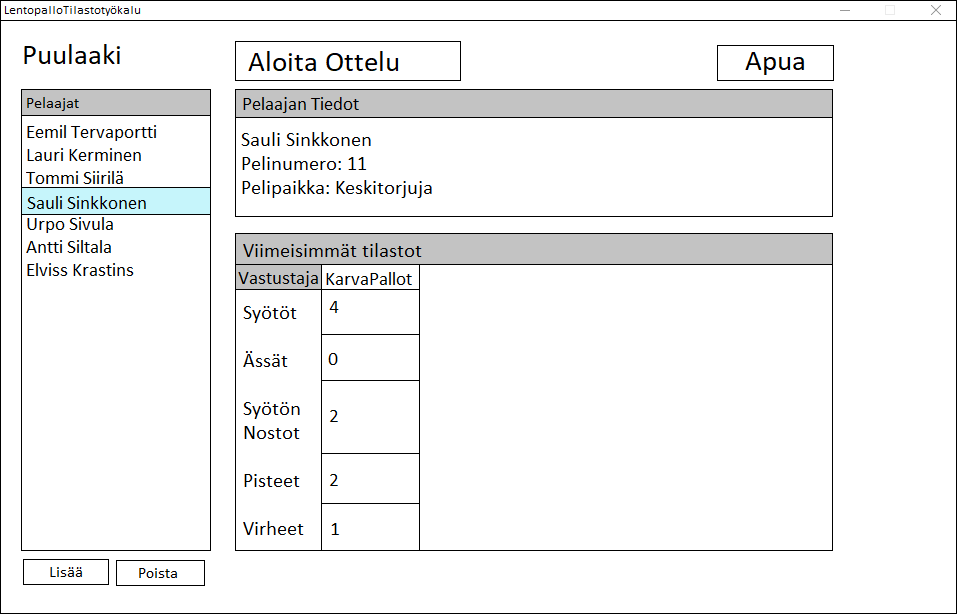 LentopalloTilastotyökalu
Puulaaki
Aloita Ottelu
Apua
Pelaajat
Eemil Tervaportti
Lauri Kerminen
Tommi Siirilä
Sauli Sinkkonen
Urpo Sivula
Antti Siltala
Elviss Krastins
Lisää
Poista
Pelaajan Tiedot
Sauli Sinkkonen
Pelinumero: 11
Pelipaikka: Keskitorjuja
Viimeisimmät tilastot
Vastustaja KarvaPallot
Syötöt 4
Ässät 0
Syötön
Nostot 2
Pisteet 2
Virheet 1